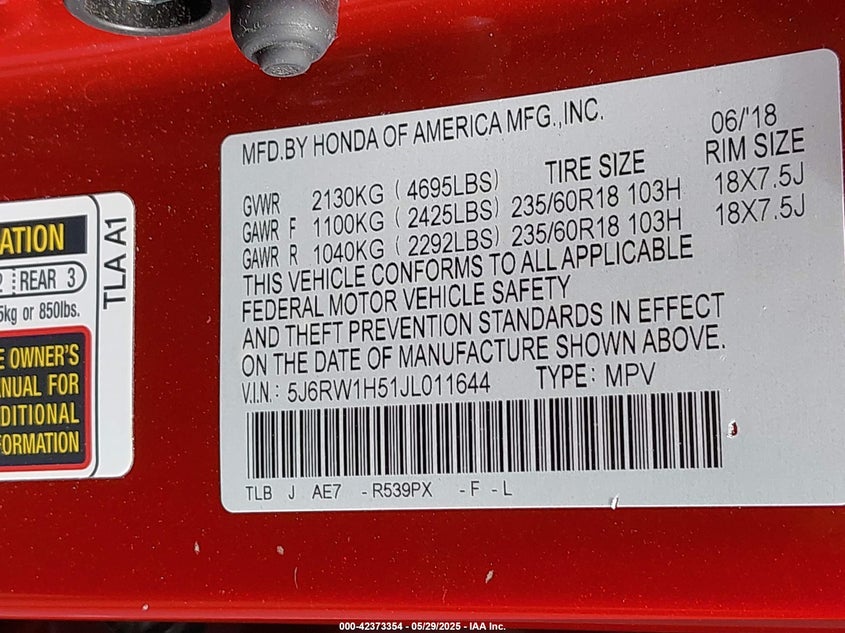 MFD.BY HONDA OF AMERICA MFG.,INC. 06/'18
TIRE SIZE RIM SIZE
GVWR 2130KG (4695LBS)
GAWR F 1100KG (2425LBS) 235/60R18 103H 18X7.5J
GAWR R 1040KG (2292LBS) 235/60R18 103H 18X7.5J
THIS VEHICLE CONFORMS TO ALL APPLICABLE
FEDERAL MOTOR VEHICLE SAFETY
AND THEFT PREVENTION STANDARDS IN EFFECT
ON THE DATE OF MANUFACTURE SHOWN ABOVE.
V.I.N.: 5J6RW1H51JL011644 TYPE: MPV
TLB J AE7 -R539PX -F -L
TLA A1
ATION
REAR 3
5kg or 850lbs.
E OWNER'S
NUAL FOR
DITIONAL
FORMATION
000-42373354 - 05/29/2025 - IAA Inc.